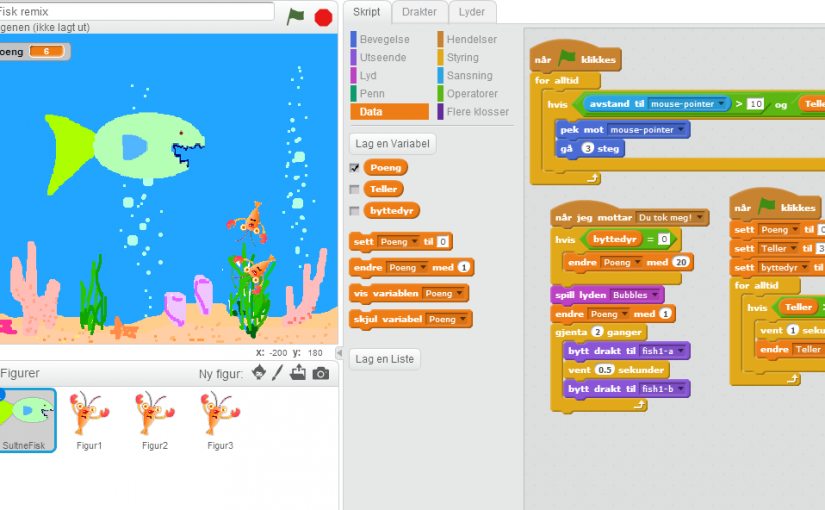 Fisk remix
genen (ikke lagt ut)
oeng 6
x: -200 y: 180
Figurer
Ny figur:
SultneFisk
Figur1
Figur2
Figur3
Skript
Drakter
Lyder
Bevegelse
Hendelser
Utseende
Styring
Lyd
Sansning
Penn
Operatorer
Data
Flere klosser
Lag en Variabel
Poeng
Teller
byttedyr
sett Poeng til 0
endre Poeng med 1
vis variablen Poeng
skjul variabel Poeng
Lag en Liste
når klikkes
for alltid
hvis avstand til mouse-pointer > 10 og Teller
pek mot mouse-pointer
gå 3 steg
når jeg mottar Du tok meg!
hvis byttedyr = 0
endre Poeng med 20
spill lyden Bubbles
endre Poeng med 1
gjenta 2 ganger
bytt drakt til fish1-a
vent 0.5 sekunder
bytt drakt til fish1-b
når klikkes
sett Poeng til 0
sett Teller til 3
sett byttedyr til
for alltid
hvis Teller >
vent 1 seku
endre Teller